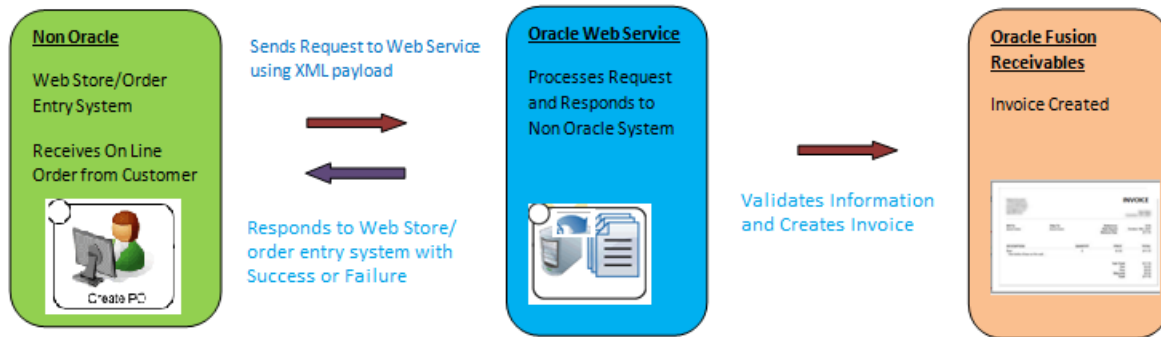 Non Oracle
Web Store/Order
Entry System
Receives On Line
Order from Customer
Create PO
Sends Request to Web Service
using XML payload
Responds to Web Store/
order entry system with
Success or Failure
Oracle Web Service
Processes Request
and Responds to
Non Oracle System
Validates Information
and Creates Invoice
Oracle Fusion
Receivables
Invoice Created
INVOICE